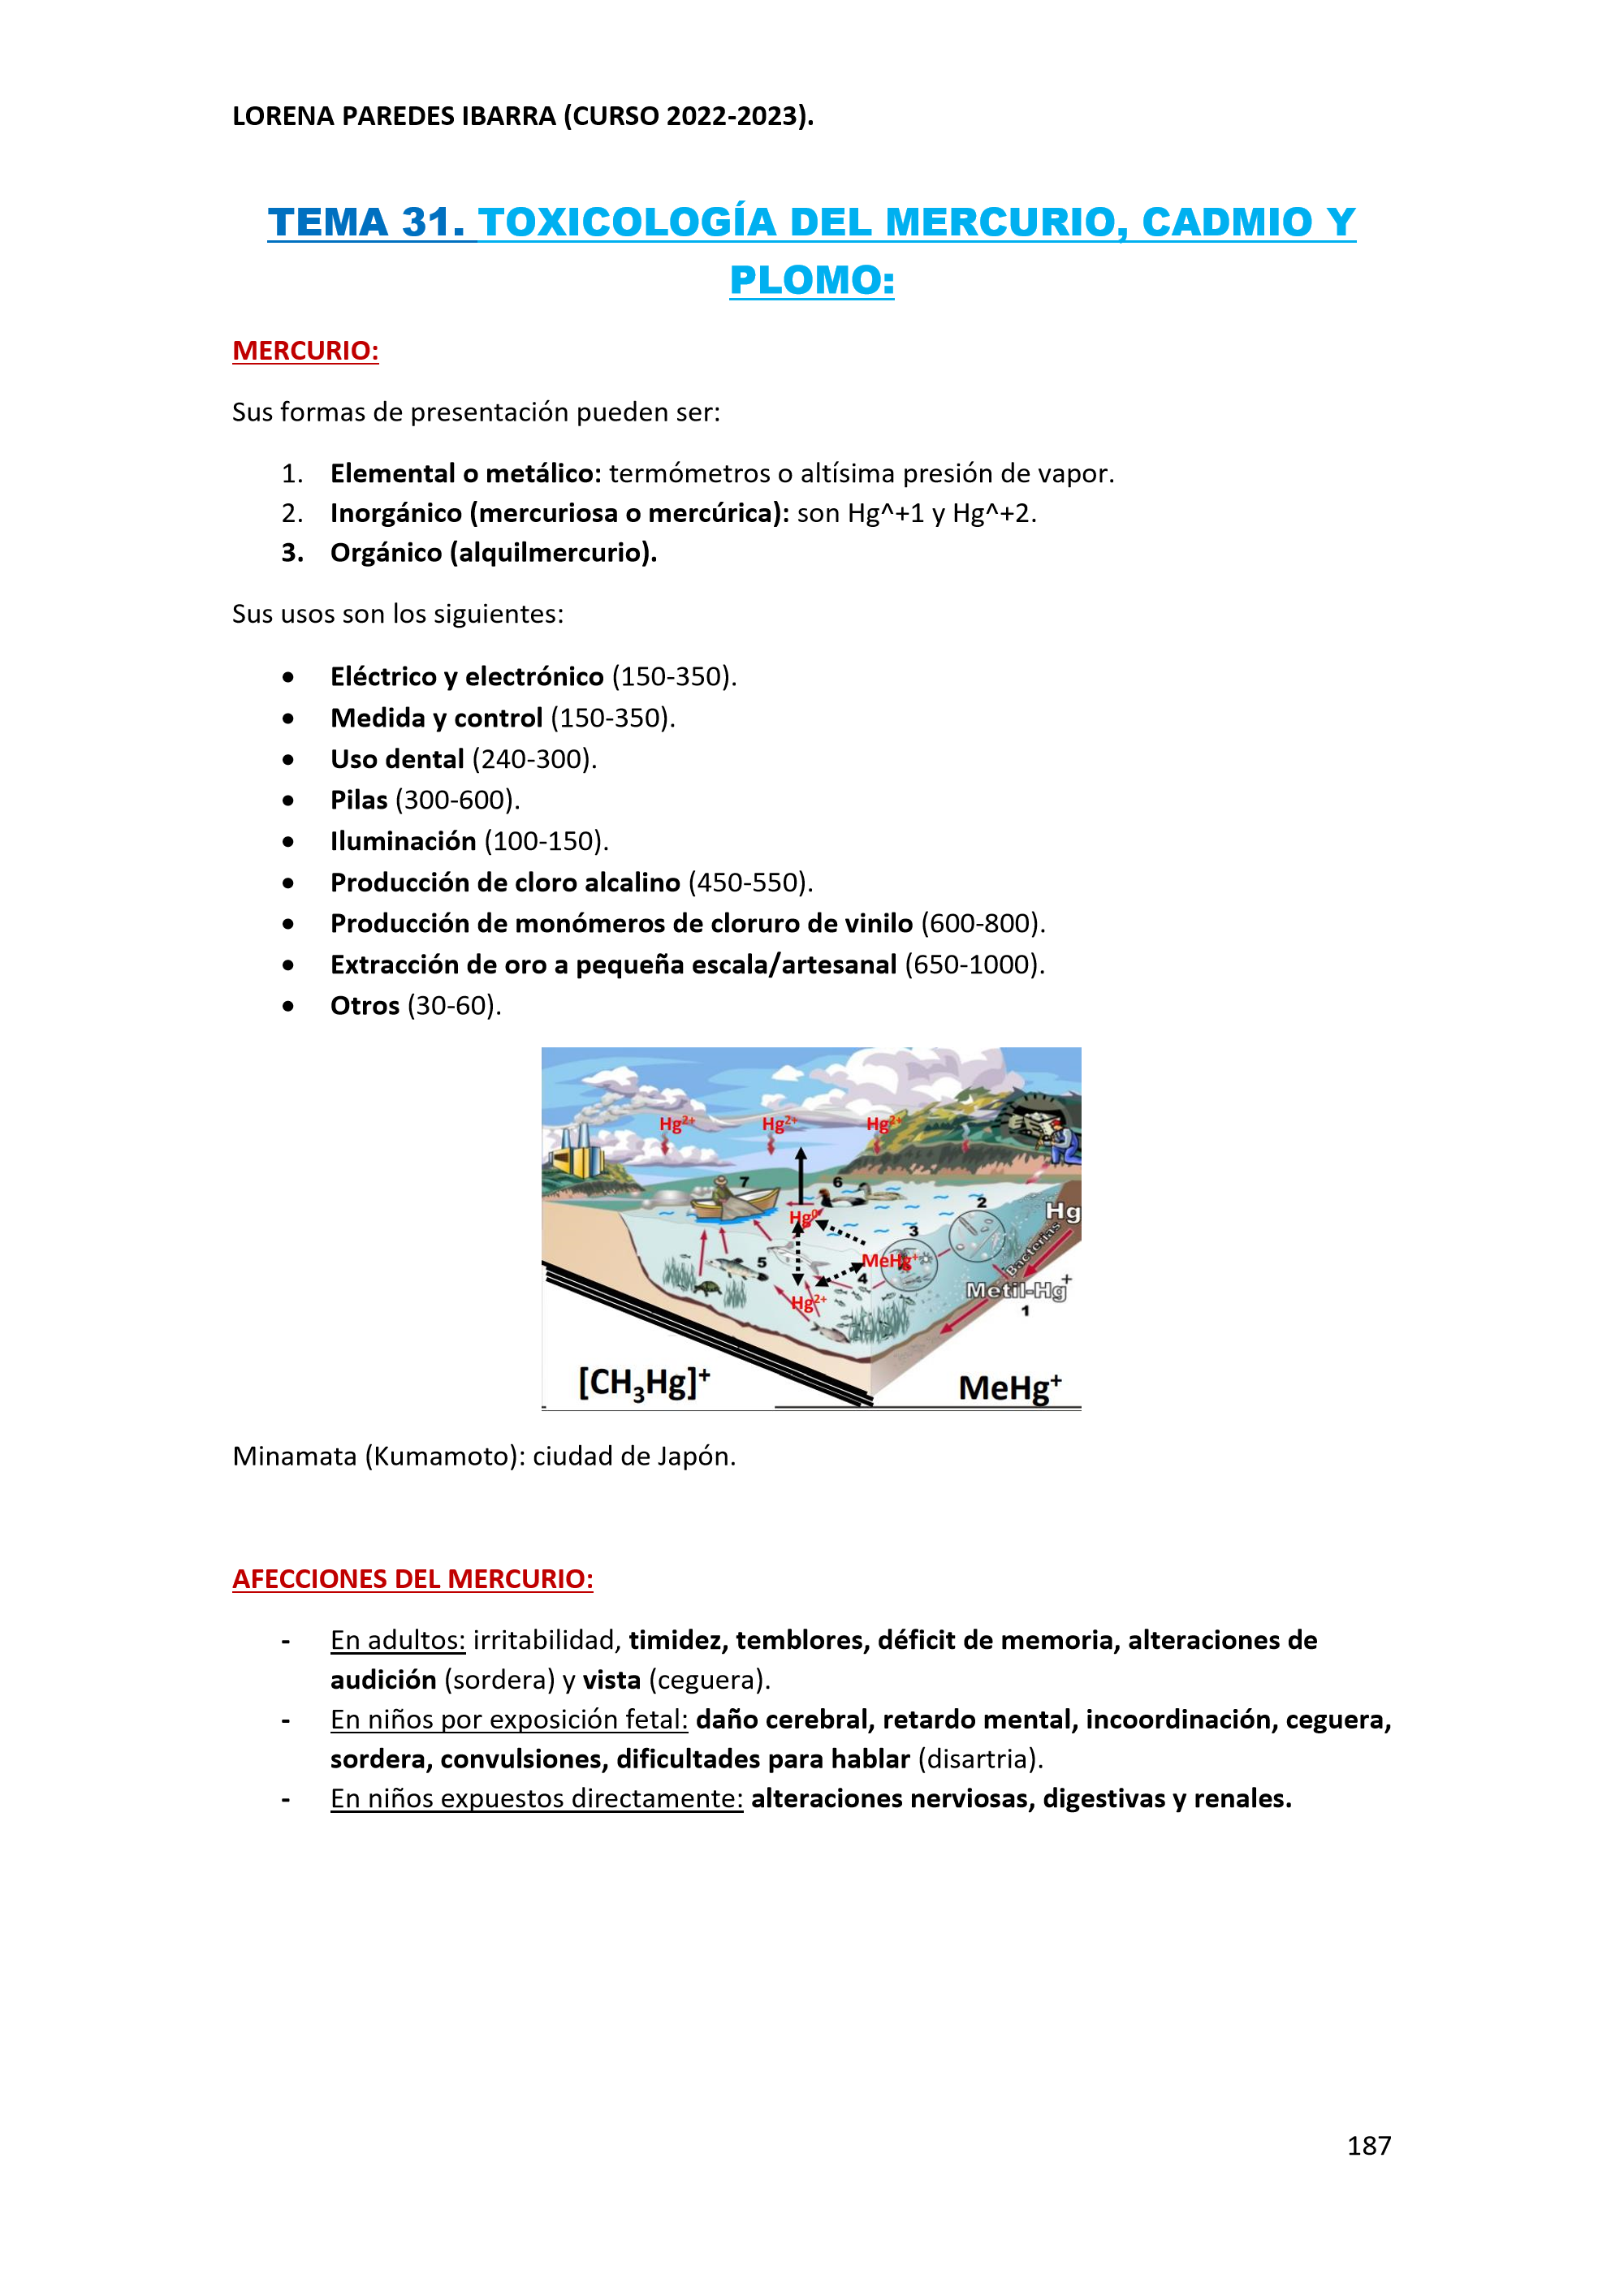 LORENA PAREDES IBARRA (CURSO 2022-2023).
TEMA 31. TOXICOLOGÍA DEL MERCURIO, CADMIO Y
PLOMO:
MERCURIO:
Sus formas de presentación pueden ser:
1. Elemental o metálico: termómetros o altísima presión de vapor.
2. Inorgánico (mercuriosa o mercúrica): son Hg^+1 y Hg^+2.
3. Orgánico (alquilmercurio).
Sus usos son los siguientes:
• Eléctrico y electrónico (150-350).
• Medida y control (150-350).
• Uso dental (240-300).
• Pilas (300-600).
• Iluminación (100-150).
• Producción de cloro alcalino (450-550).
• Producción de monómeros de cloruro de vinilo (600-800).
• Extracción de oro a pequeña escala/artesanal (650-1000).
• Otros (30-60).
Hg²⁺ Hg²⁺ Hg²⁺
7 6
2
Hg⁰ Hg
3
Bacterias
5 MeHg⁺
4
Metil-Hg⁺
Hg²⁺
1
[CH₃Hg]⁺ MeHg⁺
Minamata (Kumamoto): ciudad de Japón.
AFECCIONES DEL MERCURIO:
- En adultos: irritabilidad, timidez, temblores, déficit de memoria, alteraciones de
audición (sordera) y vista (ceguera).
- En niños por exposición fetal: daño cerebral, retardo mental, incoordinación, ceguera,
sordera, convulsiones, dificultades para hablar (disartria).
- En niños expuestos directamente: alteraciones nerviosas, digestivas y renales.
187